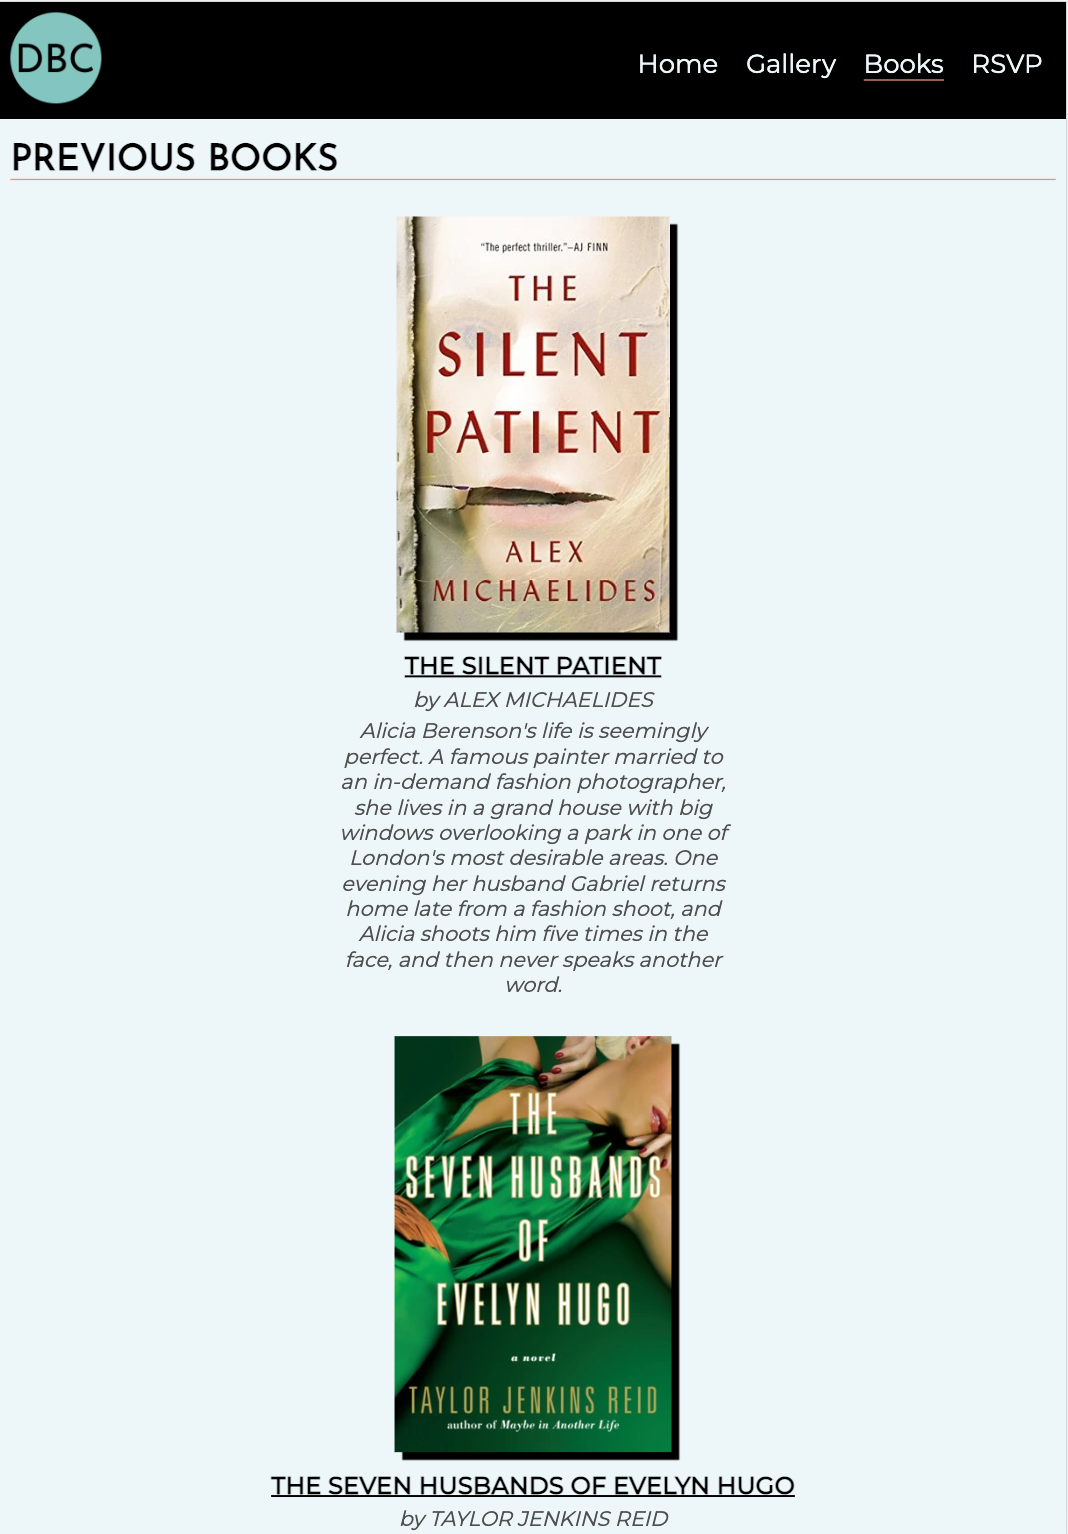 DBC
Home Gallery Books RSVP
PREVIOUS BOOKS
"The perfect thriller."—AJ FINN
THE
SILENT
PATIENT
ALEX
MICHAELIDES
THE SILENT PATIENT
by ALEX MICHAELIDES
Alicia Berenson's life is seemingly
perfect. A famous painter married to
an in-demand fashion photographer,
she lives in a grand house with big
windows overlooking a park in one of
London's most desirable areas. One
evening her husband Gabriel returns
home late from a fashion shoot, and
Alicia shoots him five times in the
face, and then never speaks another
word.
THE
SEVEN HUSBANDS
OF
EVELYN HUGO
a novel
TAYLOR JENKINS REID
author of Maybe in Another Life
THE SEVEN HUSBANDS OF EVELYN HUGO
by TAYLOR JENKINS REID